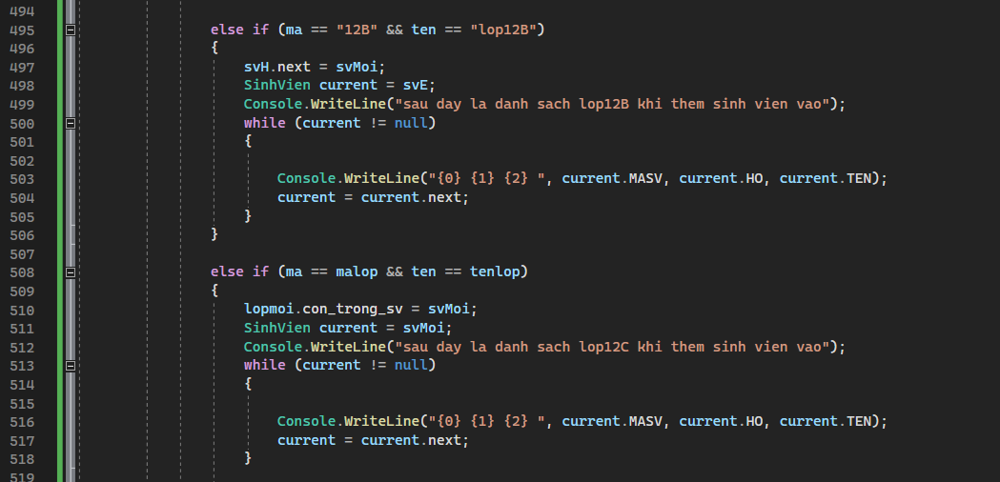 494
495 else if (ma == "12B" && ten == "lop12B")
496 {
497 svH.next = svMoi;
498 SinhVien current = svE;
499 Console.WriteLine("sau day la danh sach lop12B khi them sinh vien vao");
500 while (current != null)
501 {
502
503 Console.WriteLine("{0} {1} {2} ", current.MASV, current.HO, current.TEN);
504 current = current.next;
505 }
506 }
507
508 else if (ma == malop && ten == tenlop)
509 {
510 lopmoi.con_trong_sv = svMoi;
511 SinhVien current = svMoi;
512 Console.WriteLine("sau day la danh sach lop12C khi them sinh vien vao");
513 while (current != null)
514 {
515
516 Console.WriteLine("{0} {1} {2} ", current.MASV, current.HO, current.TEN);
517 current = current.next;
518 }
519